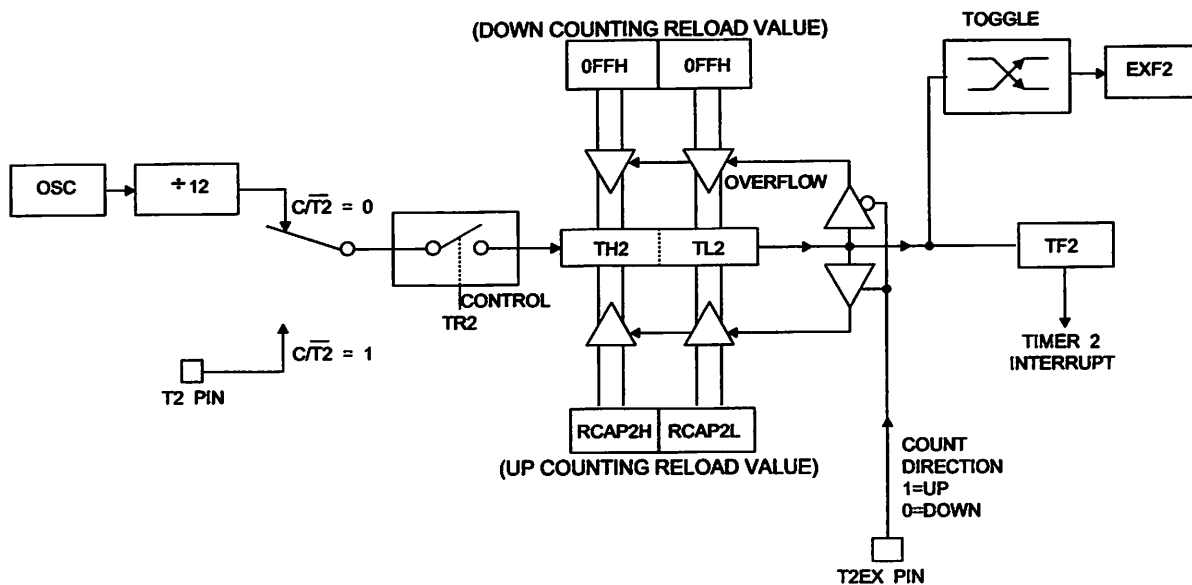 TOGGLE
(DOWN COUNTING RELOAD VALUE)
0FFH 0FFH
EXF2
OSC
÷12
OVERFLOW
C/T2̅ = 0
TH2 TL2
TF2
CONTROL
TR2
C/T2̅ = 1
T2 PIN
TIMER 2
INTERRUPT
RCAP2H RCAP2L
(UP COUNTING RELOAD VALUE)
COUNT
DIRECTION
1=UP
0=DOWN
T2EX PIN